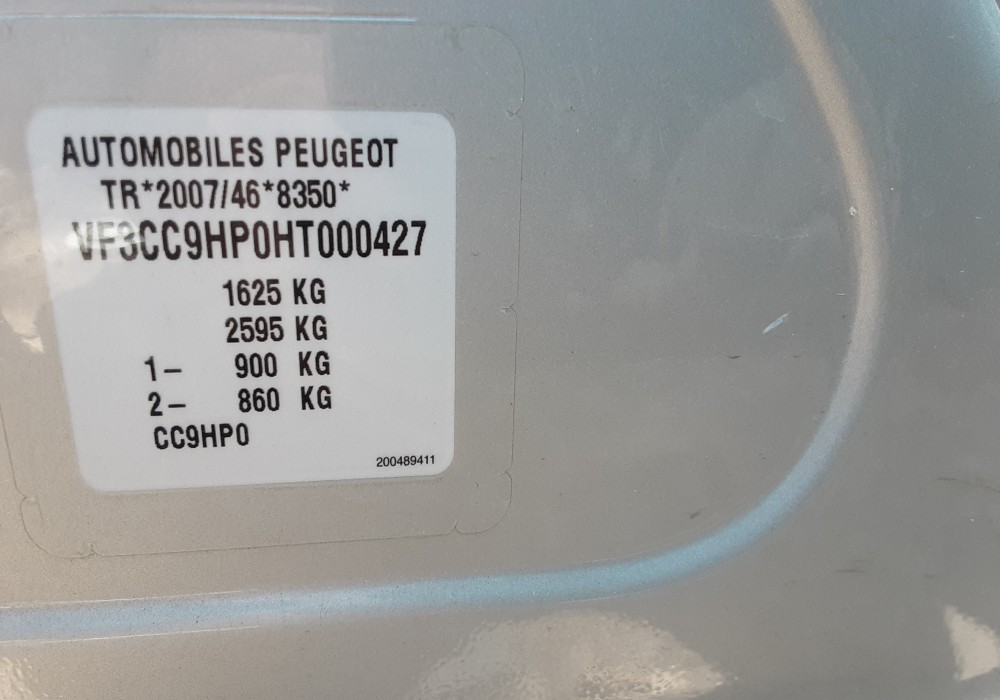 AUTOMOBILES PEUGEOT
TR*2007/46*8350*
VF3CC9HP0HT000427
1625 KG
2595 KG
1- 900 KG
2- 860 KG
CC9HP0
200489411